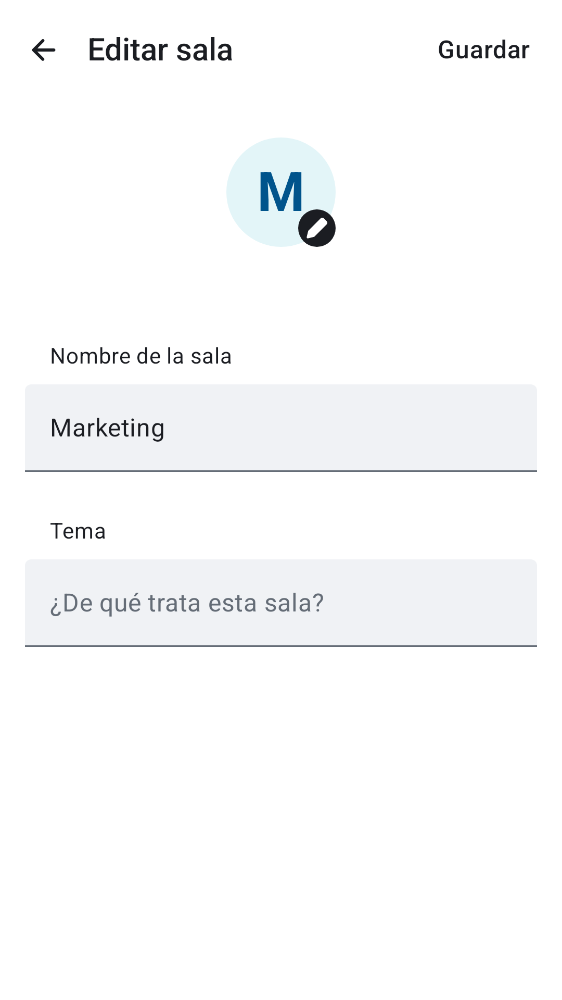 Editar sala
Guardar
M
Nombre de la sala
Marketing
Tema
¿De qué trata esta sala?